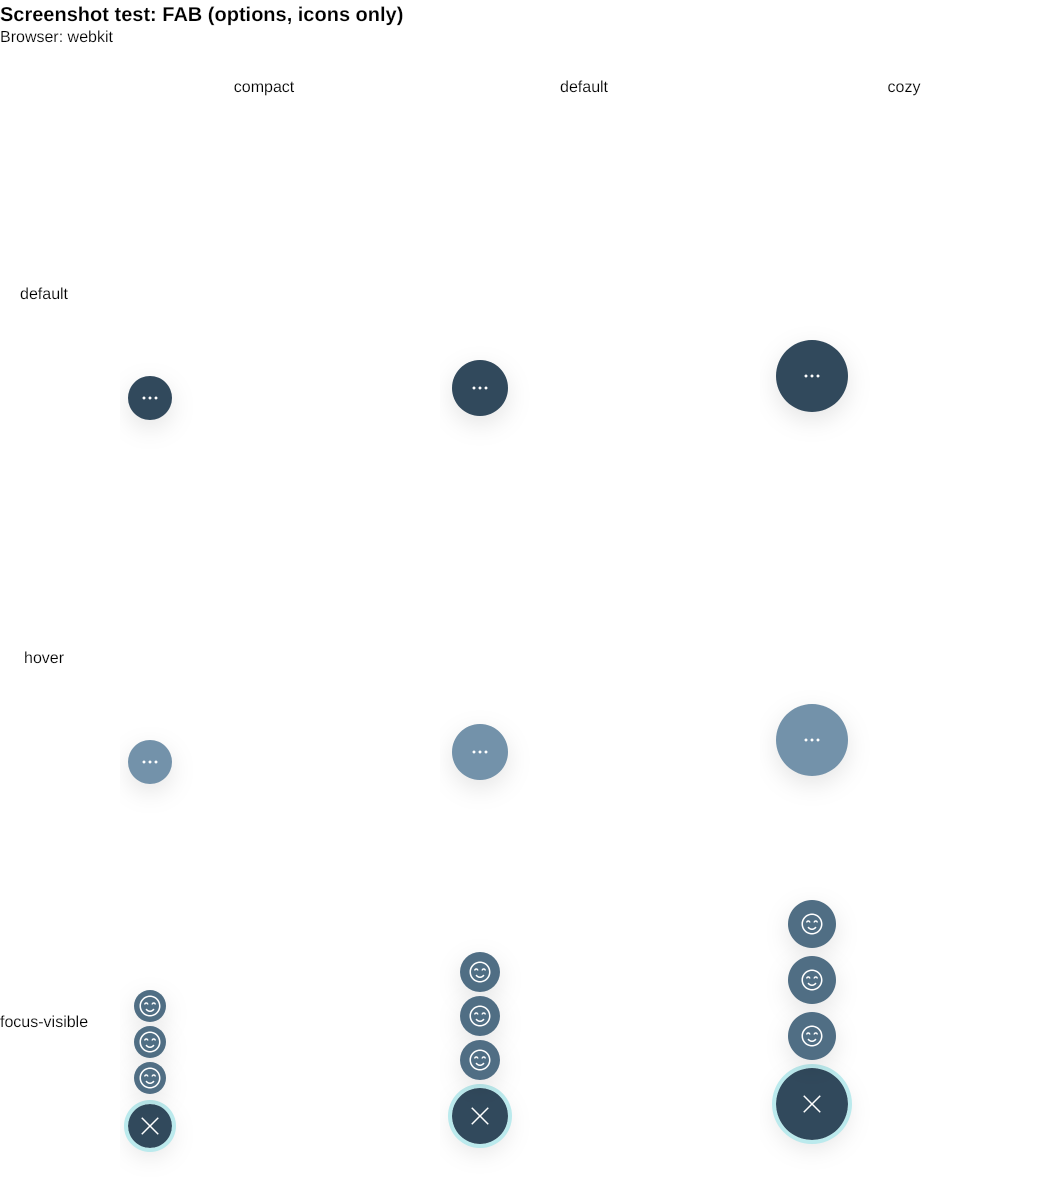 Screenshot test: FAB (options, icons only)
Browser: webkit
compact default cozy
default
hover
focus-visible